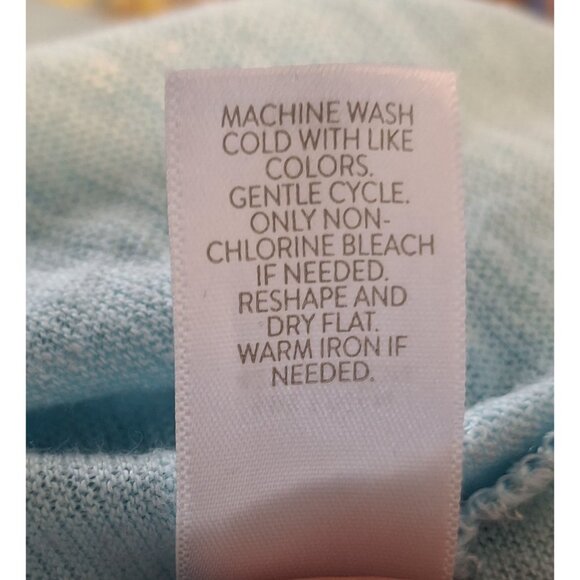 MACHINE WASH
COLD WITH LIKE
COLORS.
GENTLE CYCLE.
ONLY NON-
CHLORINE BLEACH
IF NEEDED.
RESHAPE AND
DRY FLAT.
WARM IRON IF
NEEDED.